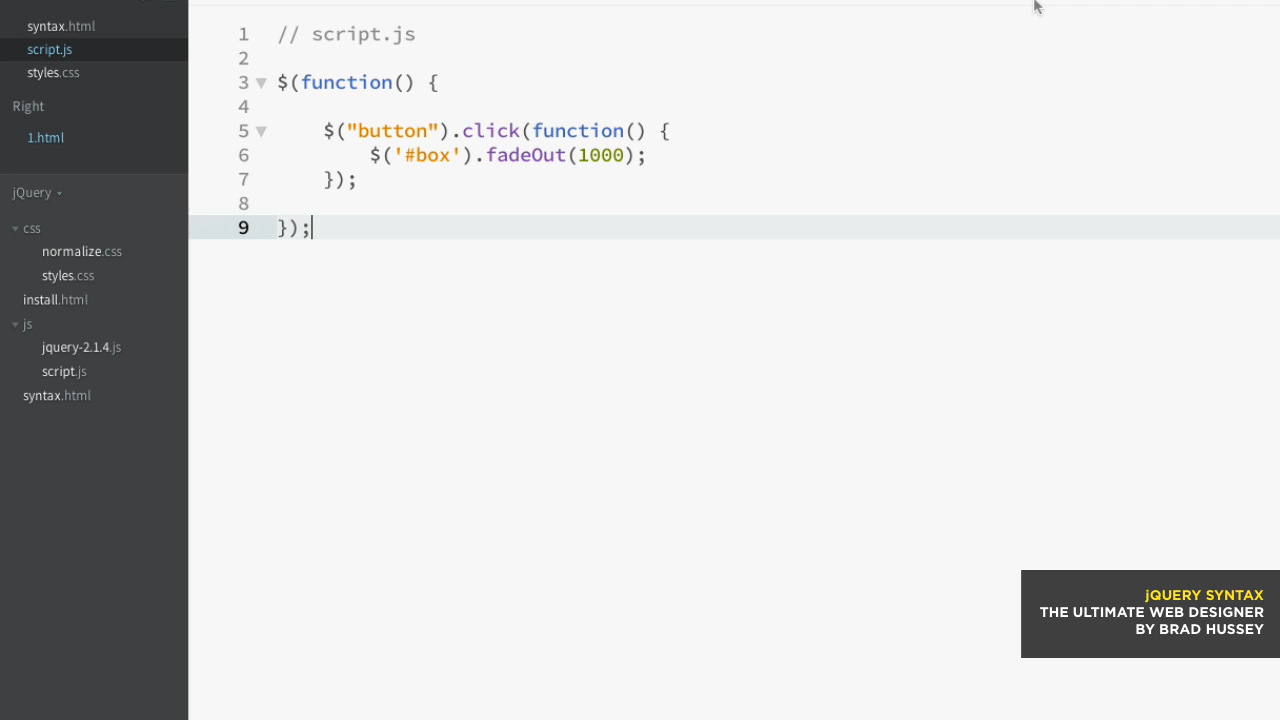 syntax.html
script.js
styles.css
Right
1.html
jQuery
css
normalize.css
styles.css
install.html
js
jquery-2.1.4.js
script.js
syntax.html
1 // script.js
2
3 $(function() {
4
5 $("button").click(function() {
6 $('#box').fadeOut(1000);
7 });
8
9 });
jQUERY SYNTAX
THE ULTIMATE WEB DESIGNER
BY BRAD HUSSEY